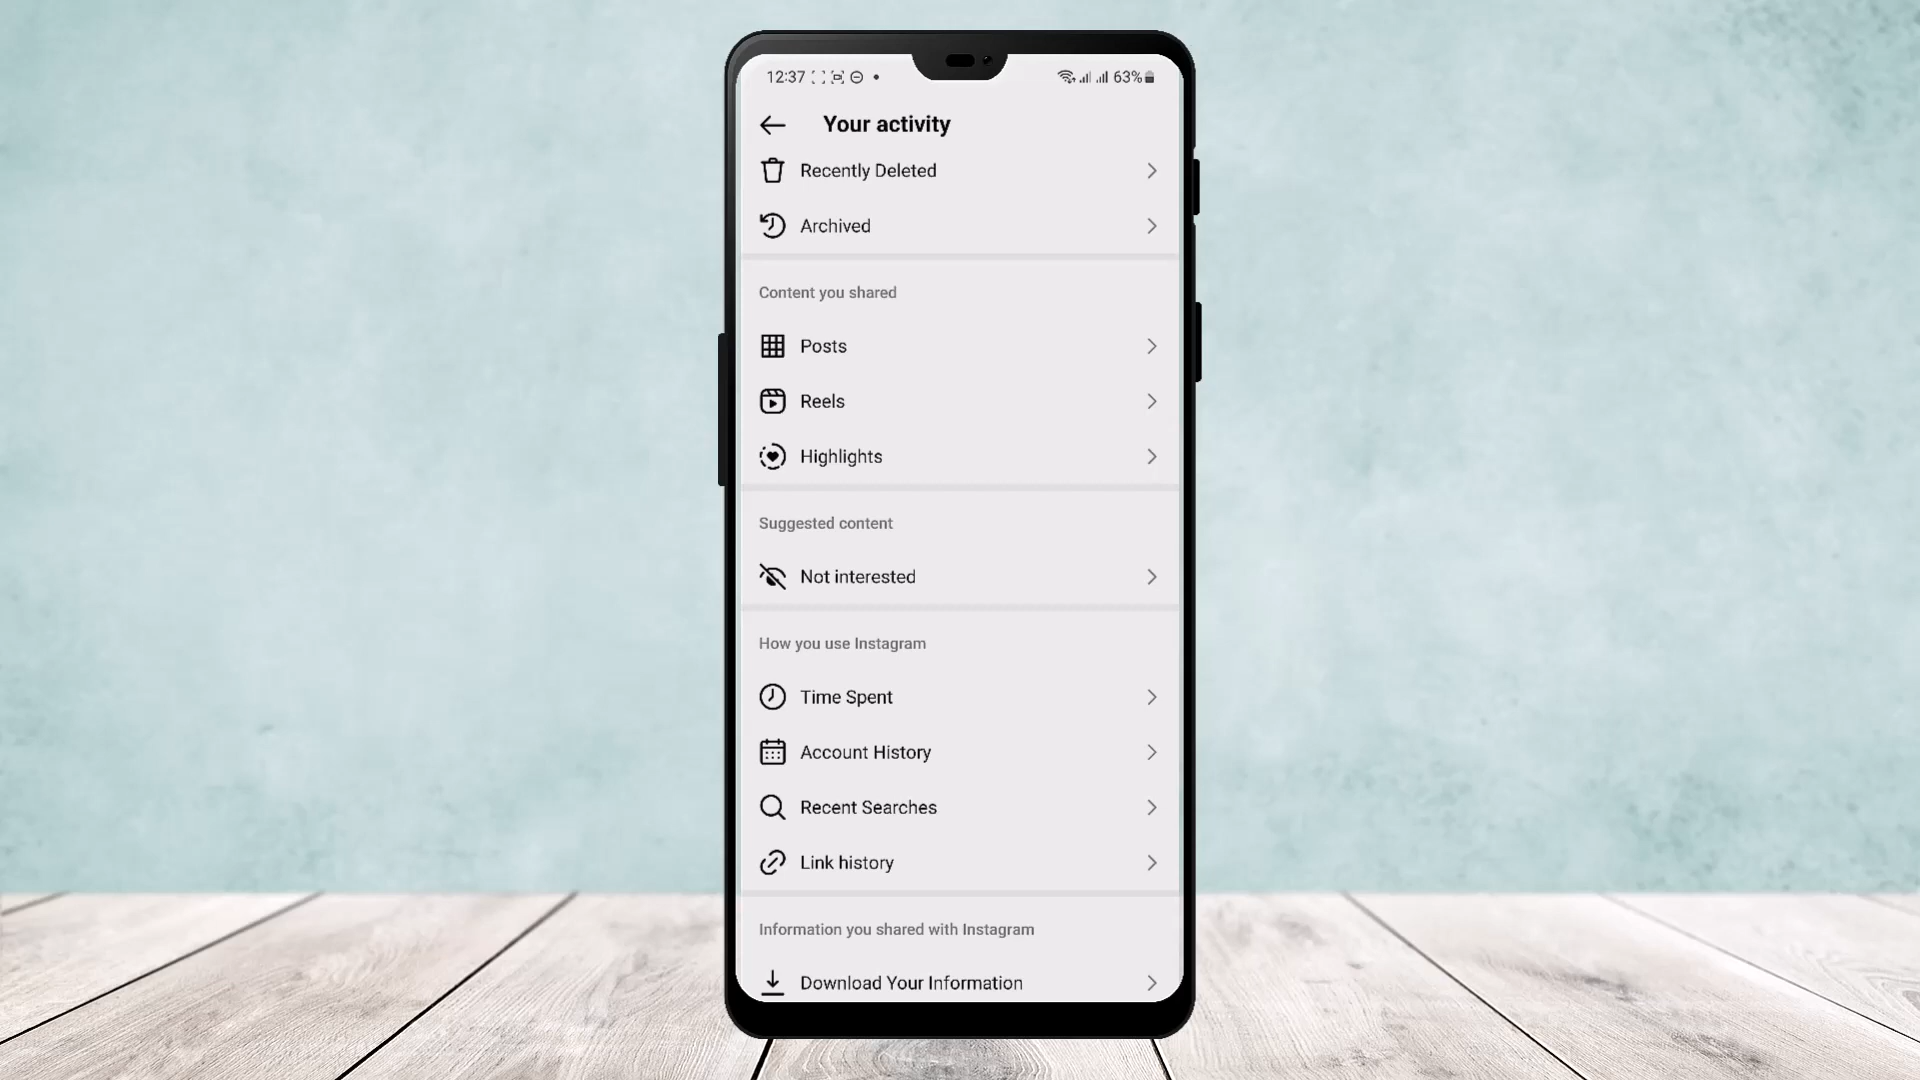 12:37
63%
Your activity
Recently Deleted
Archived
Content you shared
Posts
Reels
Highlights
Suggested content
Not interested
How you use Instagram
Time Spent
Account History
Recent Searches
Link history
Information you shared with Instagram
Download Your Information